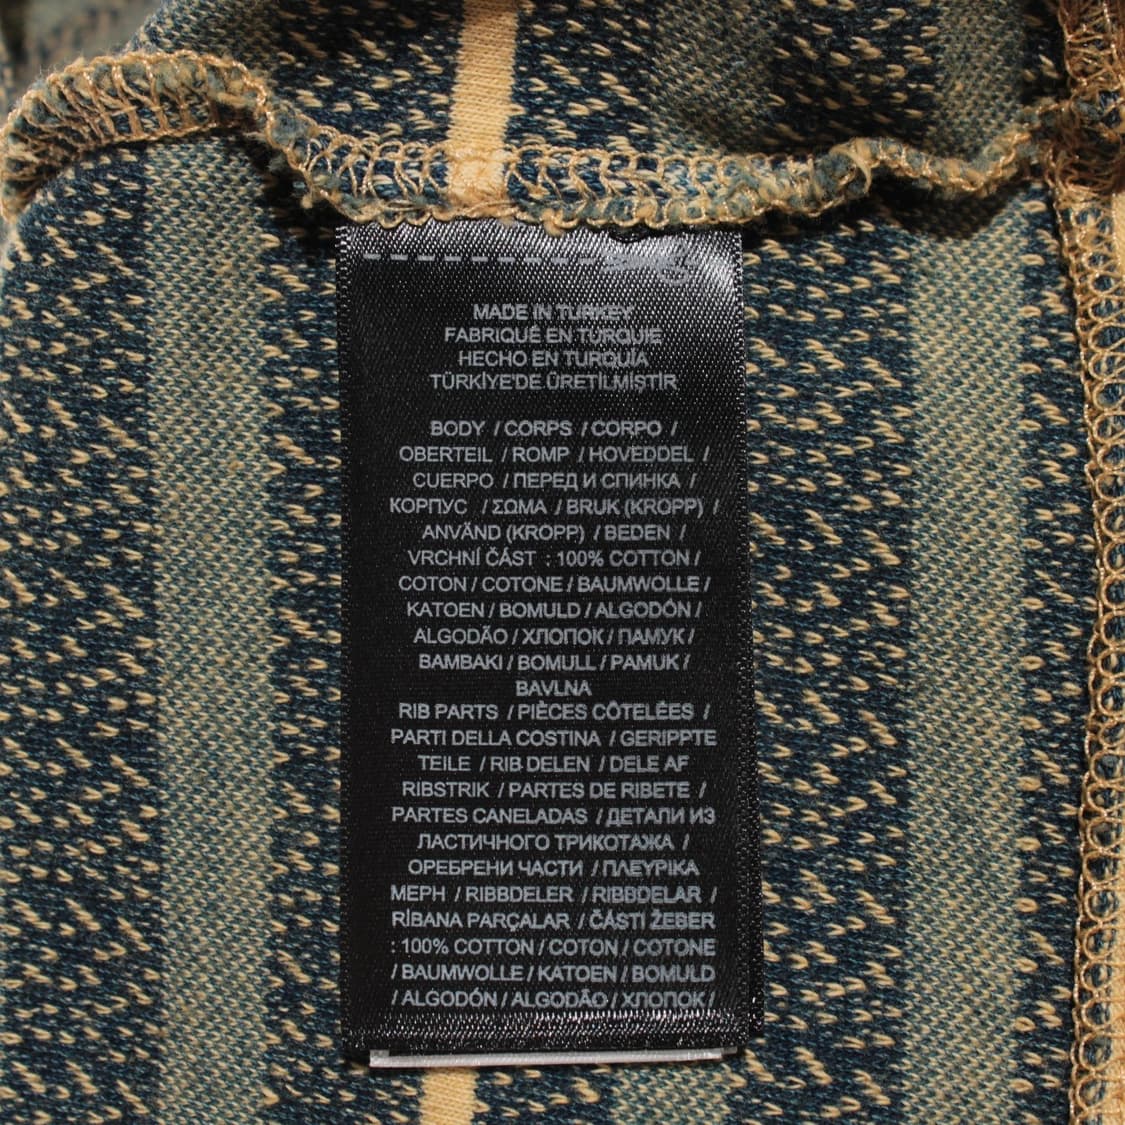 MADE IN TURKEY
FABRIQUÉ EN TURQUIE
HECHO EN TURQUÍA
TÜRKİYE'DE ÜRETİLMİŞTİR
BODY / CORPS / CORPO /
OBERTEIL / ROMP / HOVEDDEL /
CUERPO / ПЕРЕД И СПИНКА /
КОРПУС / ΣΩΜΑ / BRUK (KROPP) /
ANVÄND (KROPP) / BEDEN /
VRCHNÍ ČÁST : 100% COTTON /
COTON / COTONE / BAUMWOLLE /
KATOEN / BOMULD / ALGODÓN /
ALGODÃO / ХЛОПОК / ПАМУК /
ΒΑΜΒΑΚΙ / BOMULL / PAMUK /
BAVLNA
RIB PARTS / PIÈCES CÔTELÉES /
PARTI DELLA COSTINA / GERIPPTE
TEILE / RIB DELEN / DELE AF
RIBSTRIK / PARTES DE RIBETE /
PARTES CANELADAS / ДЕТАЛИ ИЗ
ЛАСТИЧНОГО ТРИКОТАЖА /
ОРЕБРЕНИ ЧАСТИ / ΠΛΕΥΡΙΚΑ
ΜΕΡΗ / RIBBDELER / RIBBDELAR /
RİBANA PARÇALAR / ČÁSTI ŽEBER
: 100% COTTON / COTON / COTONE
/ BAUMWOLLE / KATOEN / BOMULD
/ ALGODÓN / ALGODÃO / ХЛОПОК /